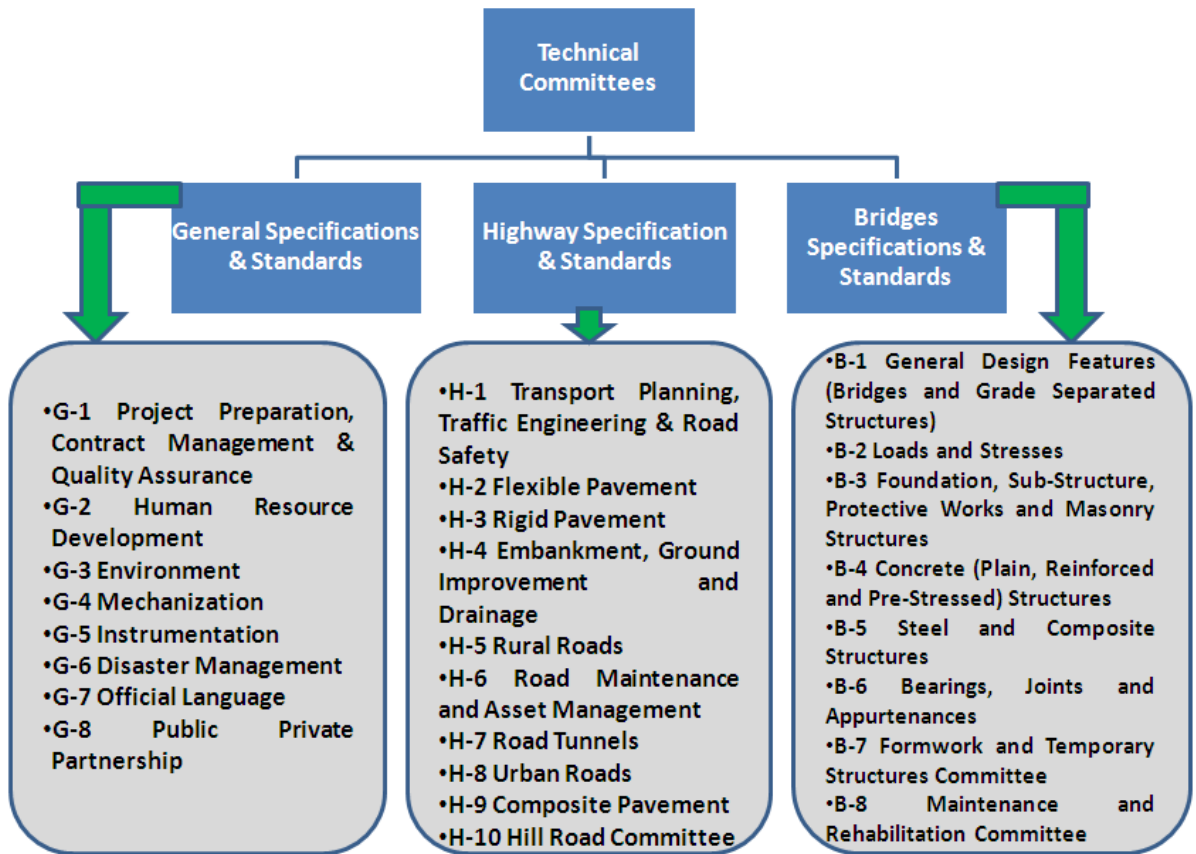 Technical
Committees
General Specifications
& Standards
Highway Specification
& Standards
Bridges
Specifications &
Standards
•G-1 Project Preparation,
Contract Management &
Quality Assurance
•G-2 Human Resource
Development
•G-3 Environment
•G-4 Mechanization
•G-5 Instrumentation
•G-6 Disaster Management
•G-7 Official Language
•G-8 Public Private
Partnership
•H-1 Transport Planning,
Traffic Engineering & Road
Safety
•H-2 Flexible Pavement
•H-3 Rigid Pavement
•H-4 Embankment, Ground
Improvement and
Drainage
•H-5 Rural Roads
•H-6 Road Maintenance
and Asset Management
•H-7 Road Tunnels
•H-8 Urban Roads
•H-9 Composite Pavement
•H-10 Hill Road Committee
•B-1 General Design Features
(Bridges and Grade Separated
Structures)
•B-2 Loads and Stresses
•B-3 Foundation, Sub-Structure,
Protective Works and Masonry
Structures
•B-4 Concrete (Plain, Reinforced
and Pre-Stressed) Structures
•B-5 Steel and Composite
Structures
•B-6 Bearings, Joints and
Appurtenances
•B-7 Formwork and Temporary
Structures Committee
•B-8 Maintenance and
Rehabilitation Committee